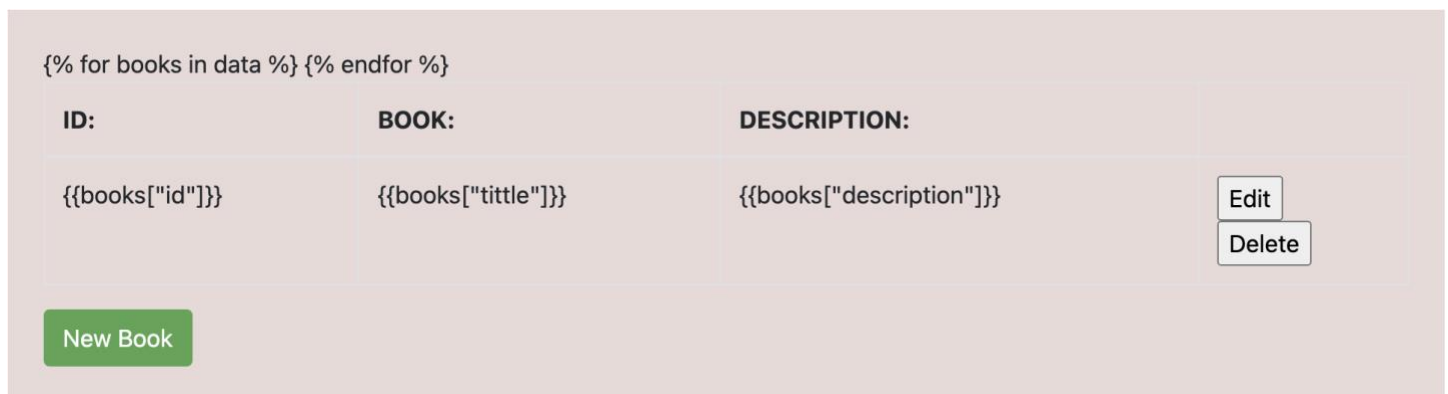 {% for books in data %} {% endfor %}
ID: BOOK: DESCRIPTION:
{{books["id"]}} {{books["tittle"]}} {{books["description"]}} Edit
Delete
New Book